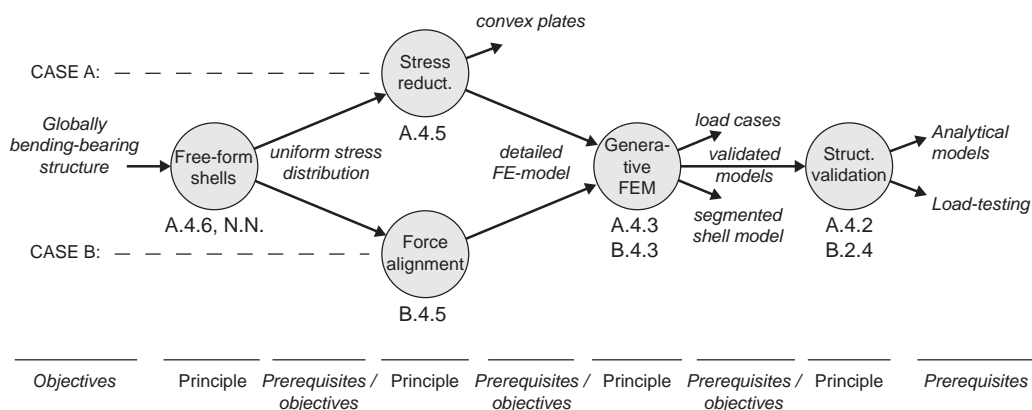 convex plates
CASE A:
Stress
reduct.
A.4.5
Globally
bending-bearing
structure
Free-form
shells
A.4.6, N.N.
uniform stress
distribution
detailed
FE-model
Genera-
tive
FEM
A.4.3
B.4.3
load cases
validated
models
segmented
shell model
Struct.
validation
A.4.2
B.2.4
Analytical
models
Load-testing
CASE B:
Force
alignment
B.4.5
Objectives
Principle
Prerequisites /
objectives
Principle
Prerequisites /
objectives
Principle
Prerequisites /
objectives
Principle
Prerequisites